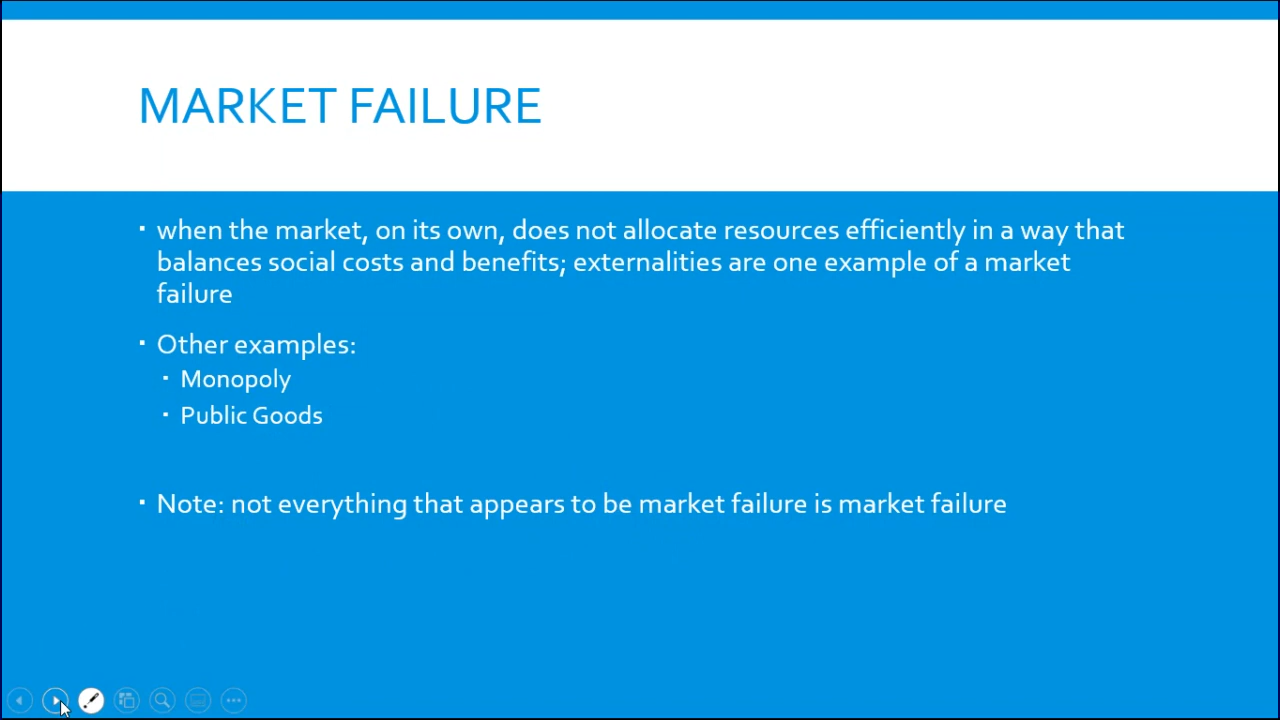 MARKET FAILURE
▪ when the market, on its own, does not allocate resources efficiently in a way that
balances social costs and benefits; externalities are one example of a market
failure
▪ Other examples:
▪ Monopoly
▪ Public Goods
▪ Note: not everything that appears to be market failure is market failure